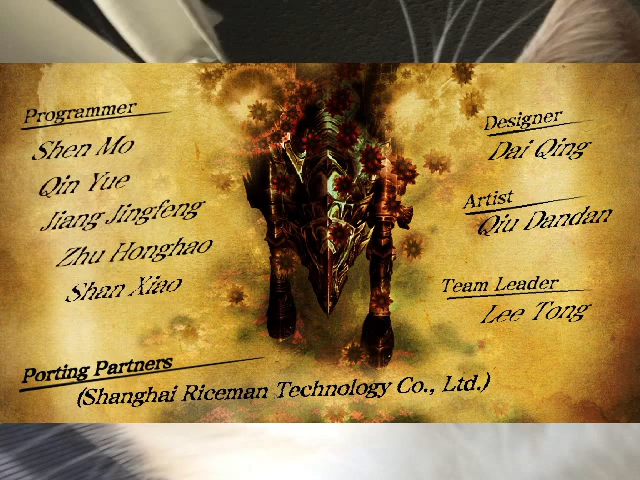 Programmer
Shen Mo
Qin Yue
Jiang Jingfeng
Zhu Honghao
Shan Xiao
Designer
Dai Qing
Artist
Qiu Dandan
Team Leader
Lee Tong
Porting Partners
(Shanghai Riceman Technology Co., Ltd.)